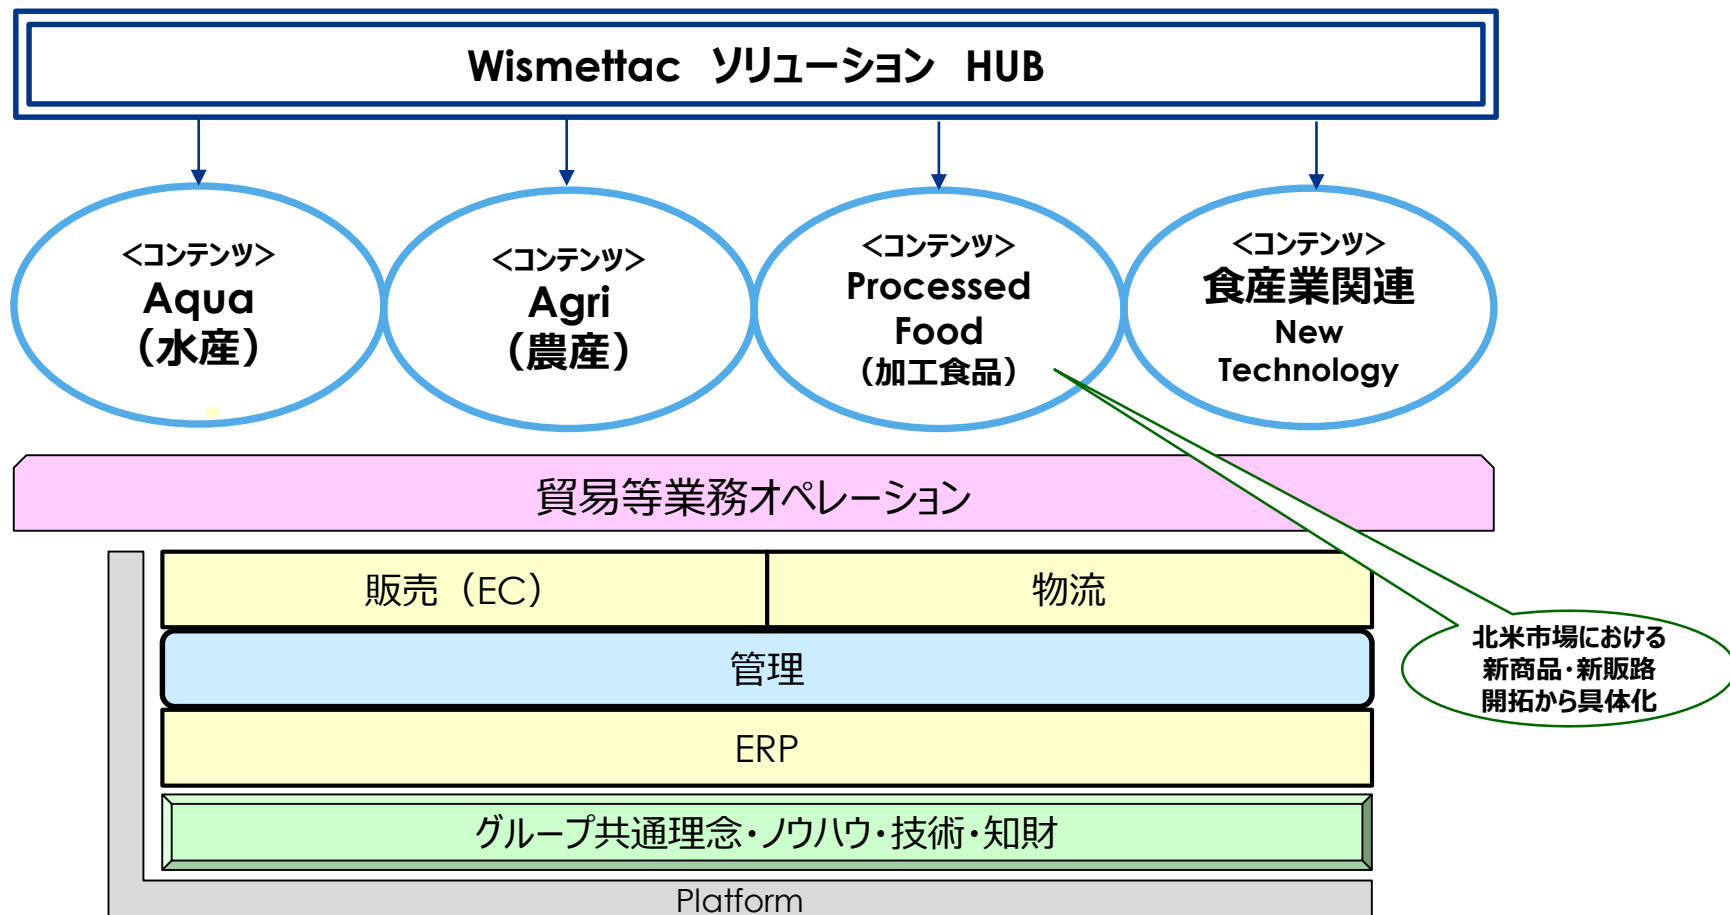 Wismettac ソリューション HUB
<コンテンツ>
Aqua
（水産）
<コンテンツ>
Agri
（農産）
<コンテンツ>
Processed
Food
（加工食品）
<コンテンツ>
食産業関連
New
Technology
貿易等業務オペレーション
販売（EC）
物流
管理
北米市場における
新商品・新販路
開拓から具体化
ERP
グループ共通理念・ノウハウ・技術・知財
Platform